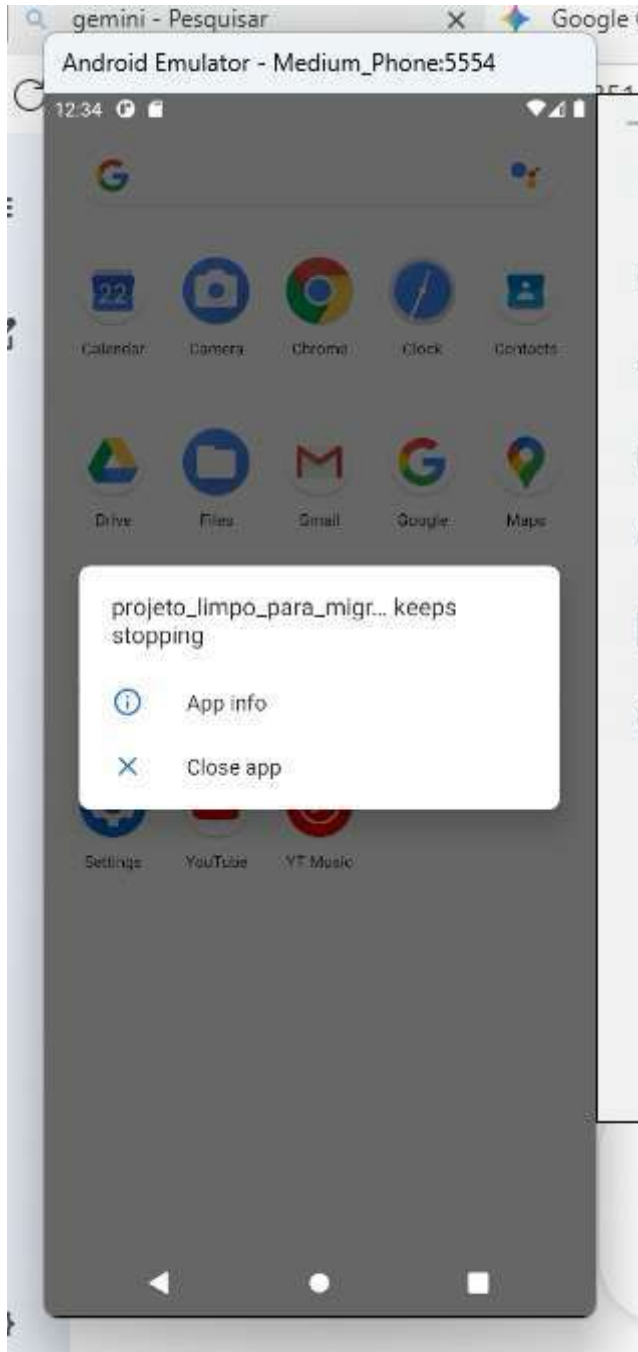 gemini - Pesquisar
Google
Android Emulator - Medium_Phone:5554
12:34
22
Calendar Camera Chrome Clock Contacts
Drive Files Gmail Google Maps
projeto_limpo_para_migr... keeps
stopping
App info
Close app
Settings YouTube YT Music